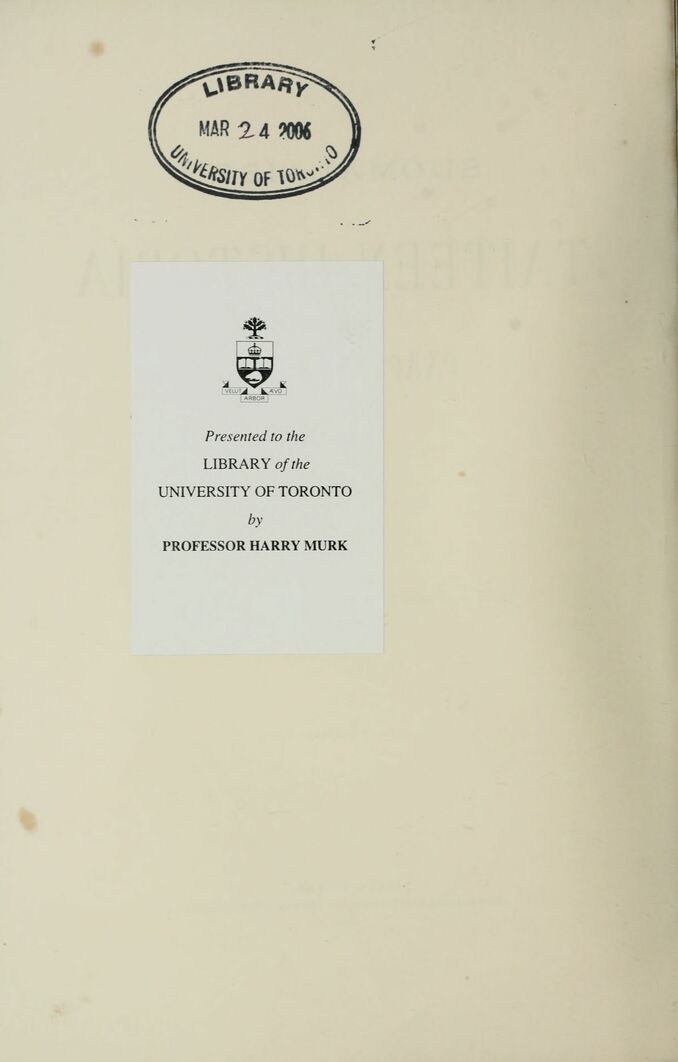 LIBRARY
MAR 24 2006
UNIVERSITY OF TORONTO
VELUT ÆVO
ARBOR
Presented to the
LIBRARY of the
UNIVERSITY OF TORONTO
by
PROFESSOR HARRY MURK